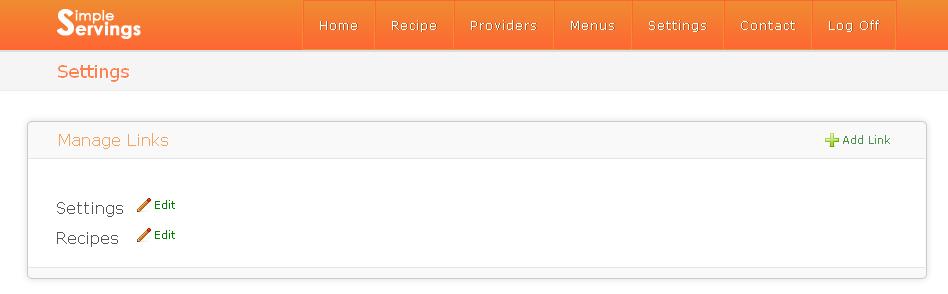 Simple
Servings
Home Recipe Providers Menus Settings Contact Log Off
Settings
Manage Links Add Link
Settings Edit
Recipes Edit